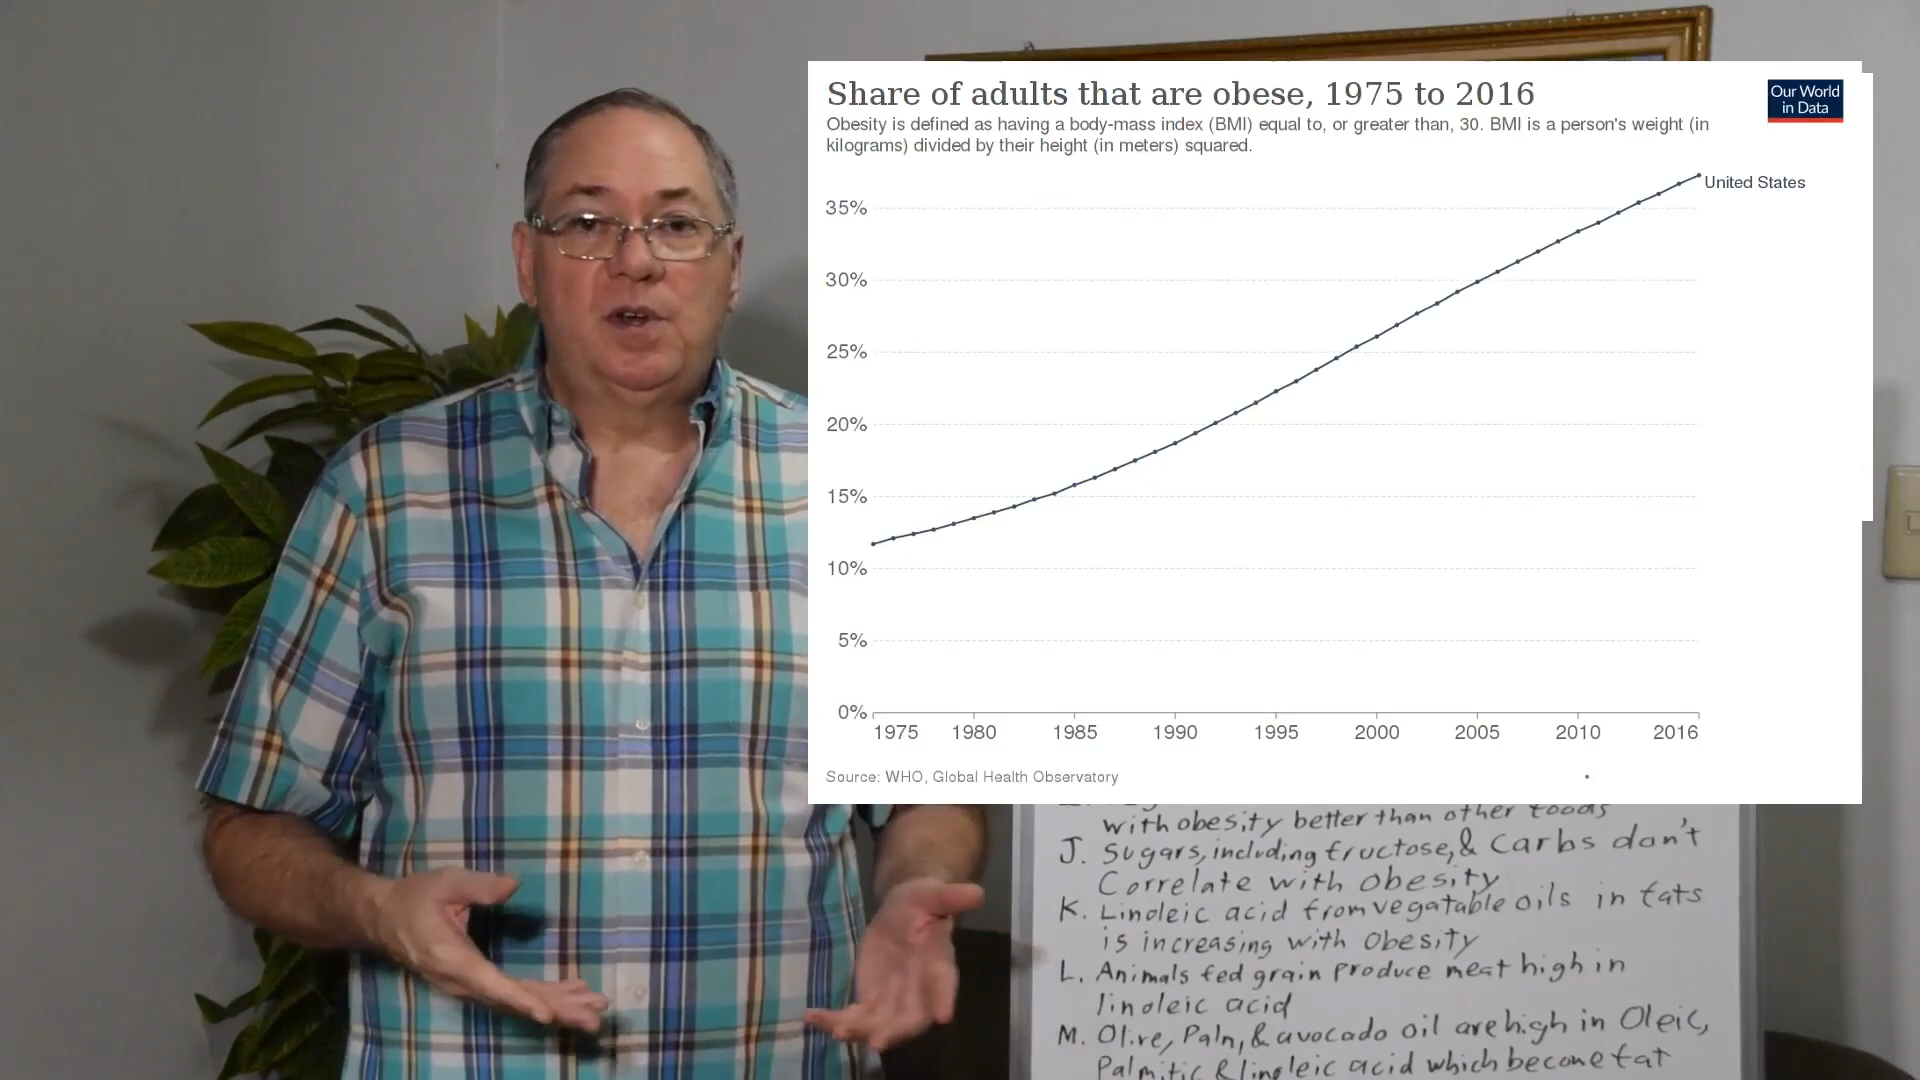 Share of adults that are obese, 1975 to 2016
Our World
in Data
Obesity is defined as having a body-mass index (BMI) equal to, or greater than, 30. BMI is a person's weight (in
kilograms) divided by their height (in meters) squared.
United States
35%
30%
25%
20%
15%
10%
5%
0%
1975 1980 1985 1990 1995 2000 2005 2010 2016
Source: WHO, Global Health Observatory
with obesity better than other foods
J. Sugars, including fructose, & Carbs don't
Correlate with obesity
K. Linoleic acid from vegatable oils in fats
is increasing with obesity
L. Animals fed grain produce meat high in
linoleic acid
M. Olive, Palm, & avocado oil are high in Oleic,
Palmitic & linoleic acid which become fat